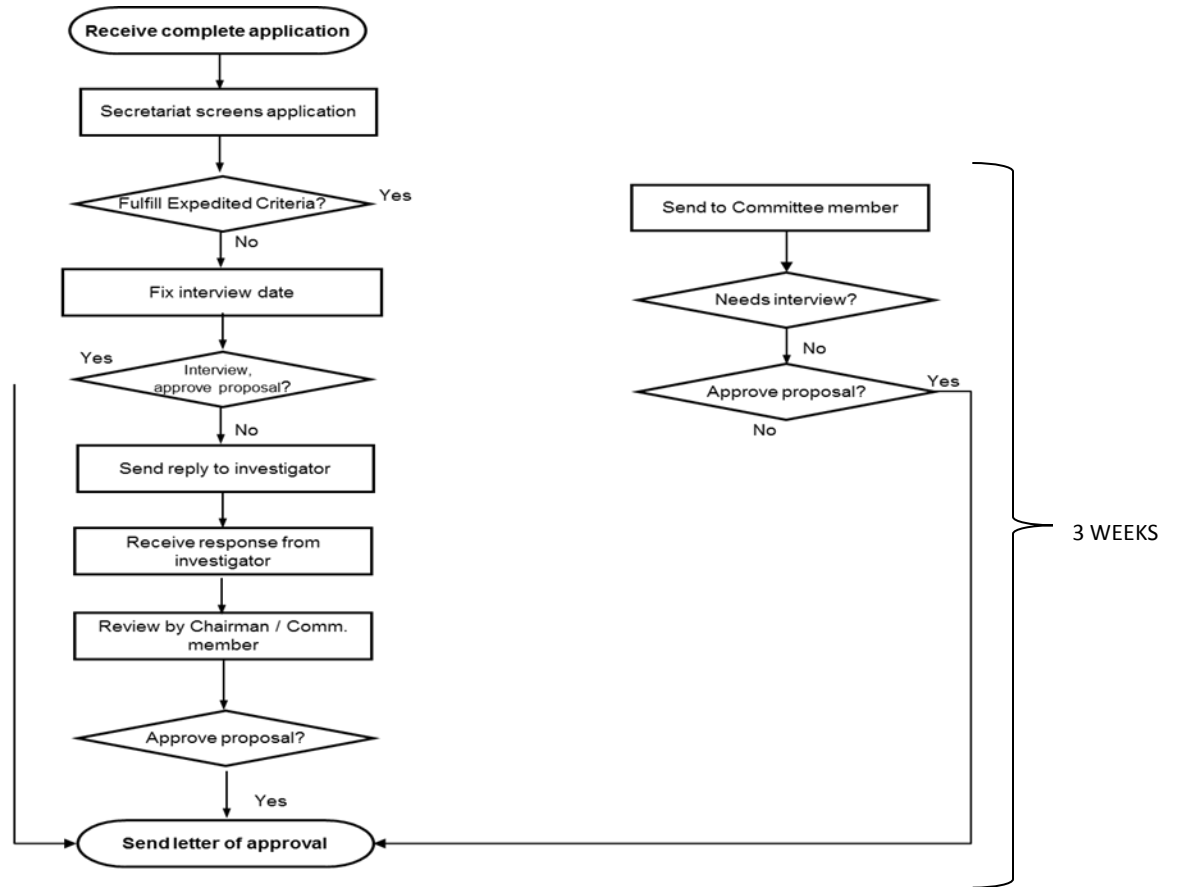 Receive complete application
Secretariat screens application
Fulfill Expedited Criteria?
Yes
No
Fix interview date
Yes
Interview,
approve proposal?
No
Send reply to investigator
Receive response from
investigator
Review by Chairman / Comm.
member
Approve proposal?
Yes
Send letter of approval
Send to Committee member
Needs interview?
No
Approve proposal?
Yes
No
3 WEEKS